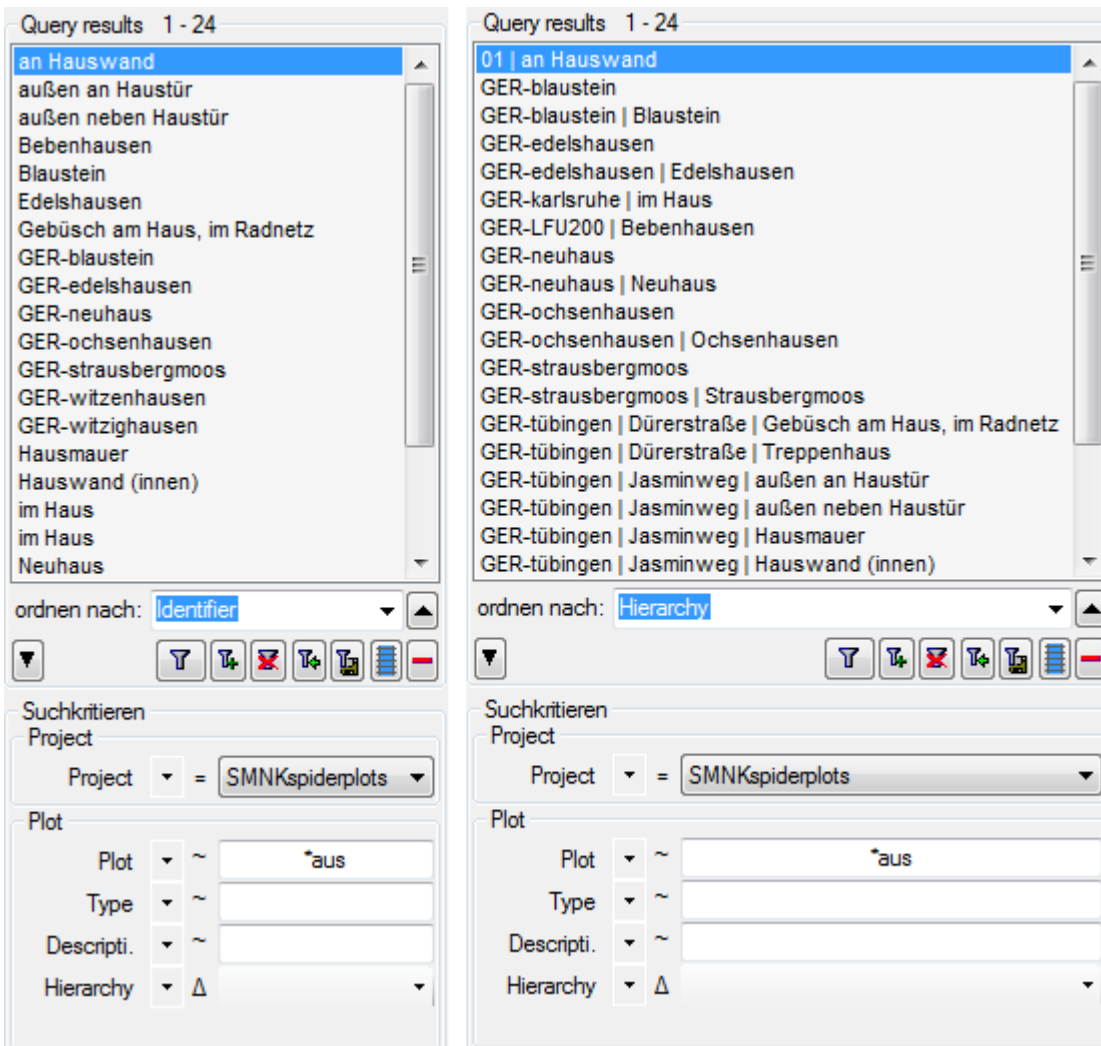 Query results 1 - 24
an Hauswand
außen an Haustür
außen neben Haustür
Bebenhausen
Blaustein
Edelshausen
Gebüsch am Haus, im Radnetz
GER-blaustein
GER-edelshausen
GER-neuhaus
GER-ochsenhausen
GER-strausbergmoos
GER-witzenhausen
GER-witzighausen
Hausmauer
Hauswand (innen)
im Haus
im Haus
Neuhaus
ordnen nach: Identifier
Suchkritieren
Project
Project = SMNKspiderplots
Plot
Plot ~ *aus
Type ~
Descripti. ~
Hierarchy Δ
Query results 1 - 24
01 | an Hauswand
GER-blaustein
GER-blaustein | Blaustein
GER-edelshausen
GER-edelshausen | Edelshausen
GER-karlsruhe | im Haus
GER-LFU200 | Bebenhausen
GER-neuhaus
GER-neuhaus | Neuhaus
GER-ochsenhausen
GER-ochsenhausen | Ochsenhausen
GER-strausbergmoos
GER-strausbergmoos | Strausbergmoos
GER-tübingen | Dürerstraße | Gebüsch am Haus, im Radnetz
GER-tübingen | Dürerstraße | Treppenhaus
GER-tübingen | Jasminweg | außen an Haustür
GER-tübingen | Jasminweg | außen neben Haustür
GER-tübingen | Jasminweg | Hausmauer
GER-tübingen | Jasminweg | Hauswand (innen)
ordnen nach: Hierarchy
Suchkritieren
Project
Project = SMNKspiderplots
Plot
Plot ~ *aus
Type ~
Descripti. ~
Hierarchy Δ